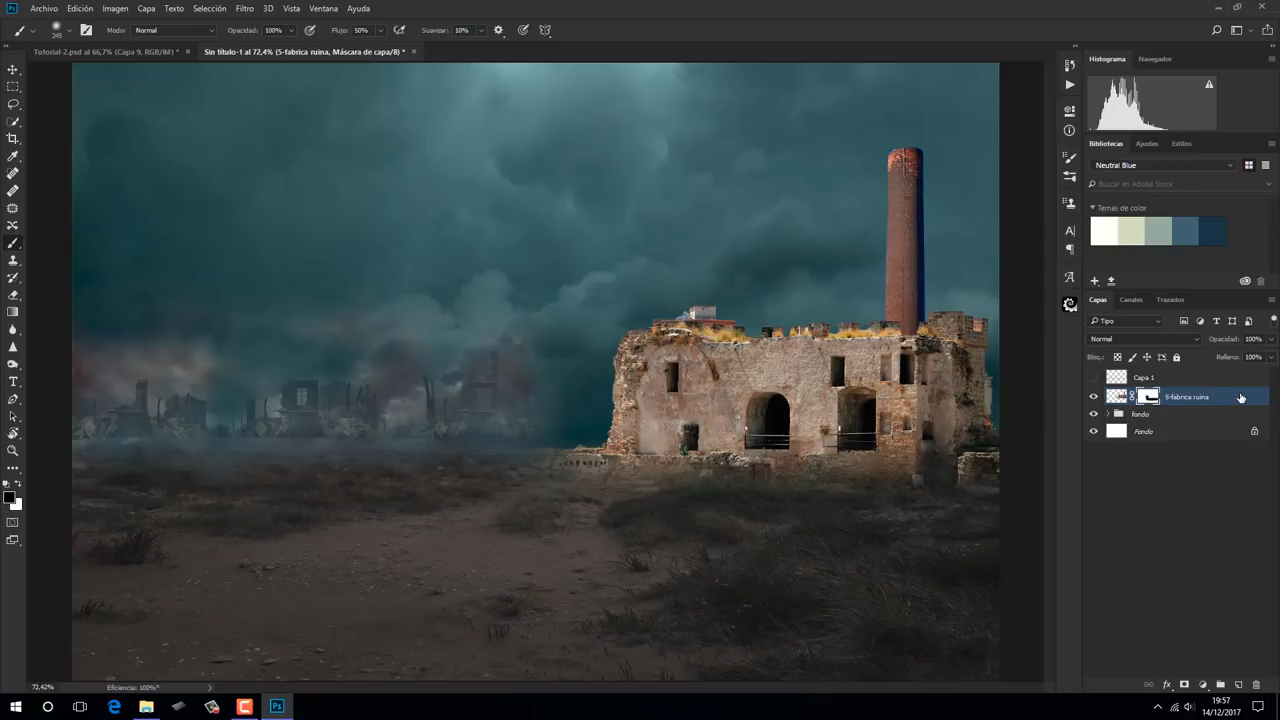 Ps Archivo Edición Imagen Capa Texto Selección Filtro 3D Vista Ventana Ayuda
245 Modo: Normal Opacidad: 100% Flujo: 50% Suavizar: 10%
Tutorial-2.psd al 66,7% (Capa 9, RGB/8#) * × Sin título-1 al 72,4% (5-fabrica ruina, Máscara de capa/8) * ×
Histograma Navegador
Bibliotecas Ajustes Estilos
Neutral Blue
Buscar en Adobe Stock
Temas de color
Capas Canales Trazados
Tipo
Normal Opacidad: 100%
Bloq.: Relleno: 100%
Capa 1
5-fabrica ruina
fondo
Fondo
72,42% Eficiencia: 100%*
Ps
19:57
14/12/2017